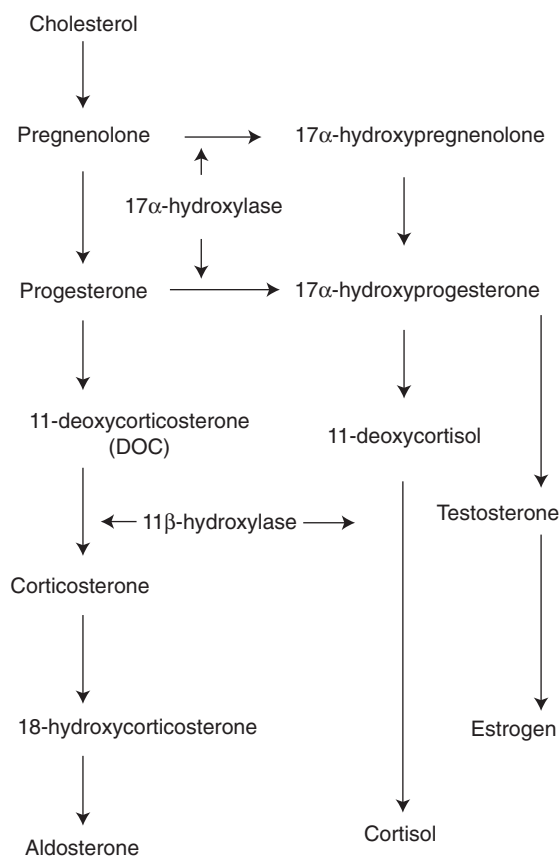 Cholesterol
Pregnenolone
17α-hydroxypregnenolone
17α-hydroxylase
Progesterone
17α-hydroxyprogesterone
11-deoxycorticosterone
(DOC)
11-deoxycortisol
11β-hydroxylase
Testosterone
Corticosterone
18-hydroxycorticosterone
Estrogen
Aldosterone
Cortisol